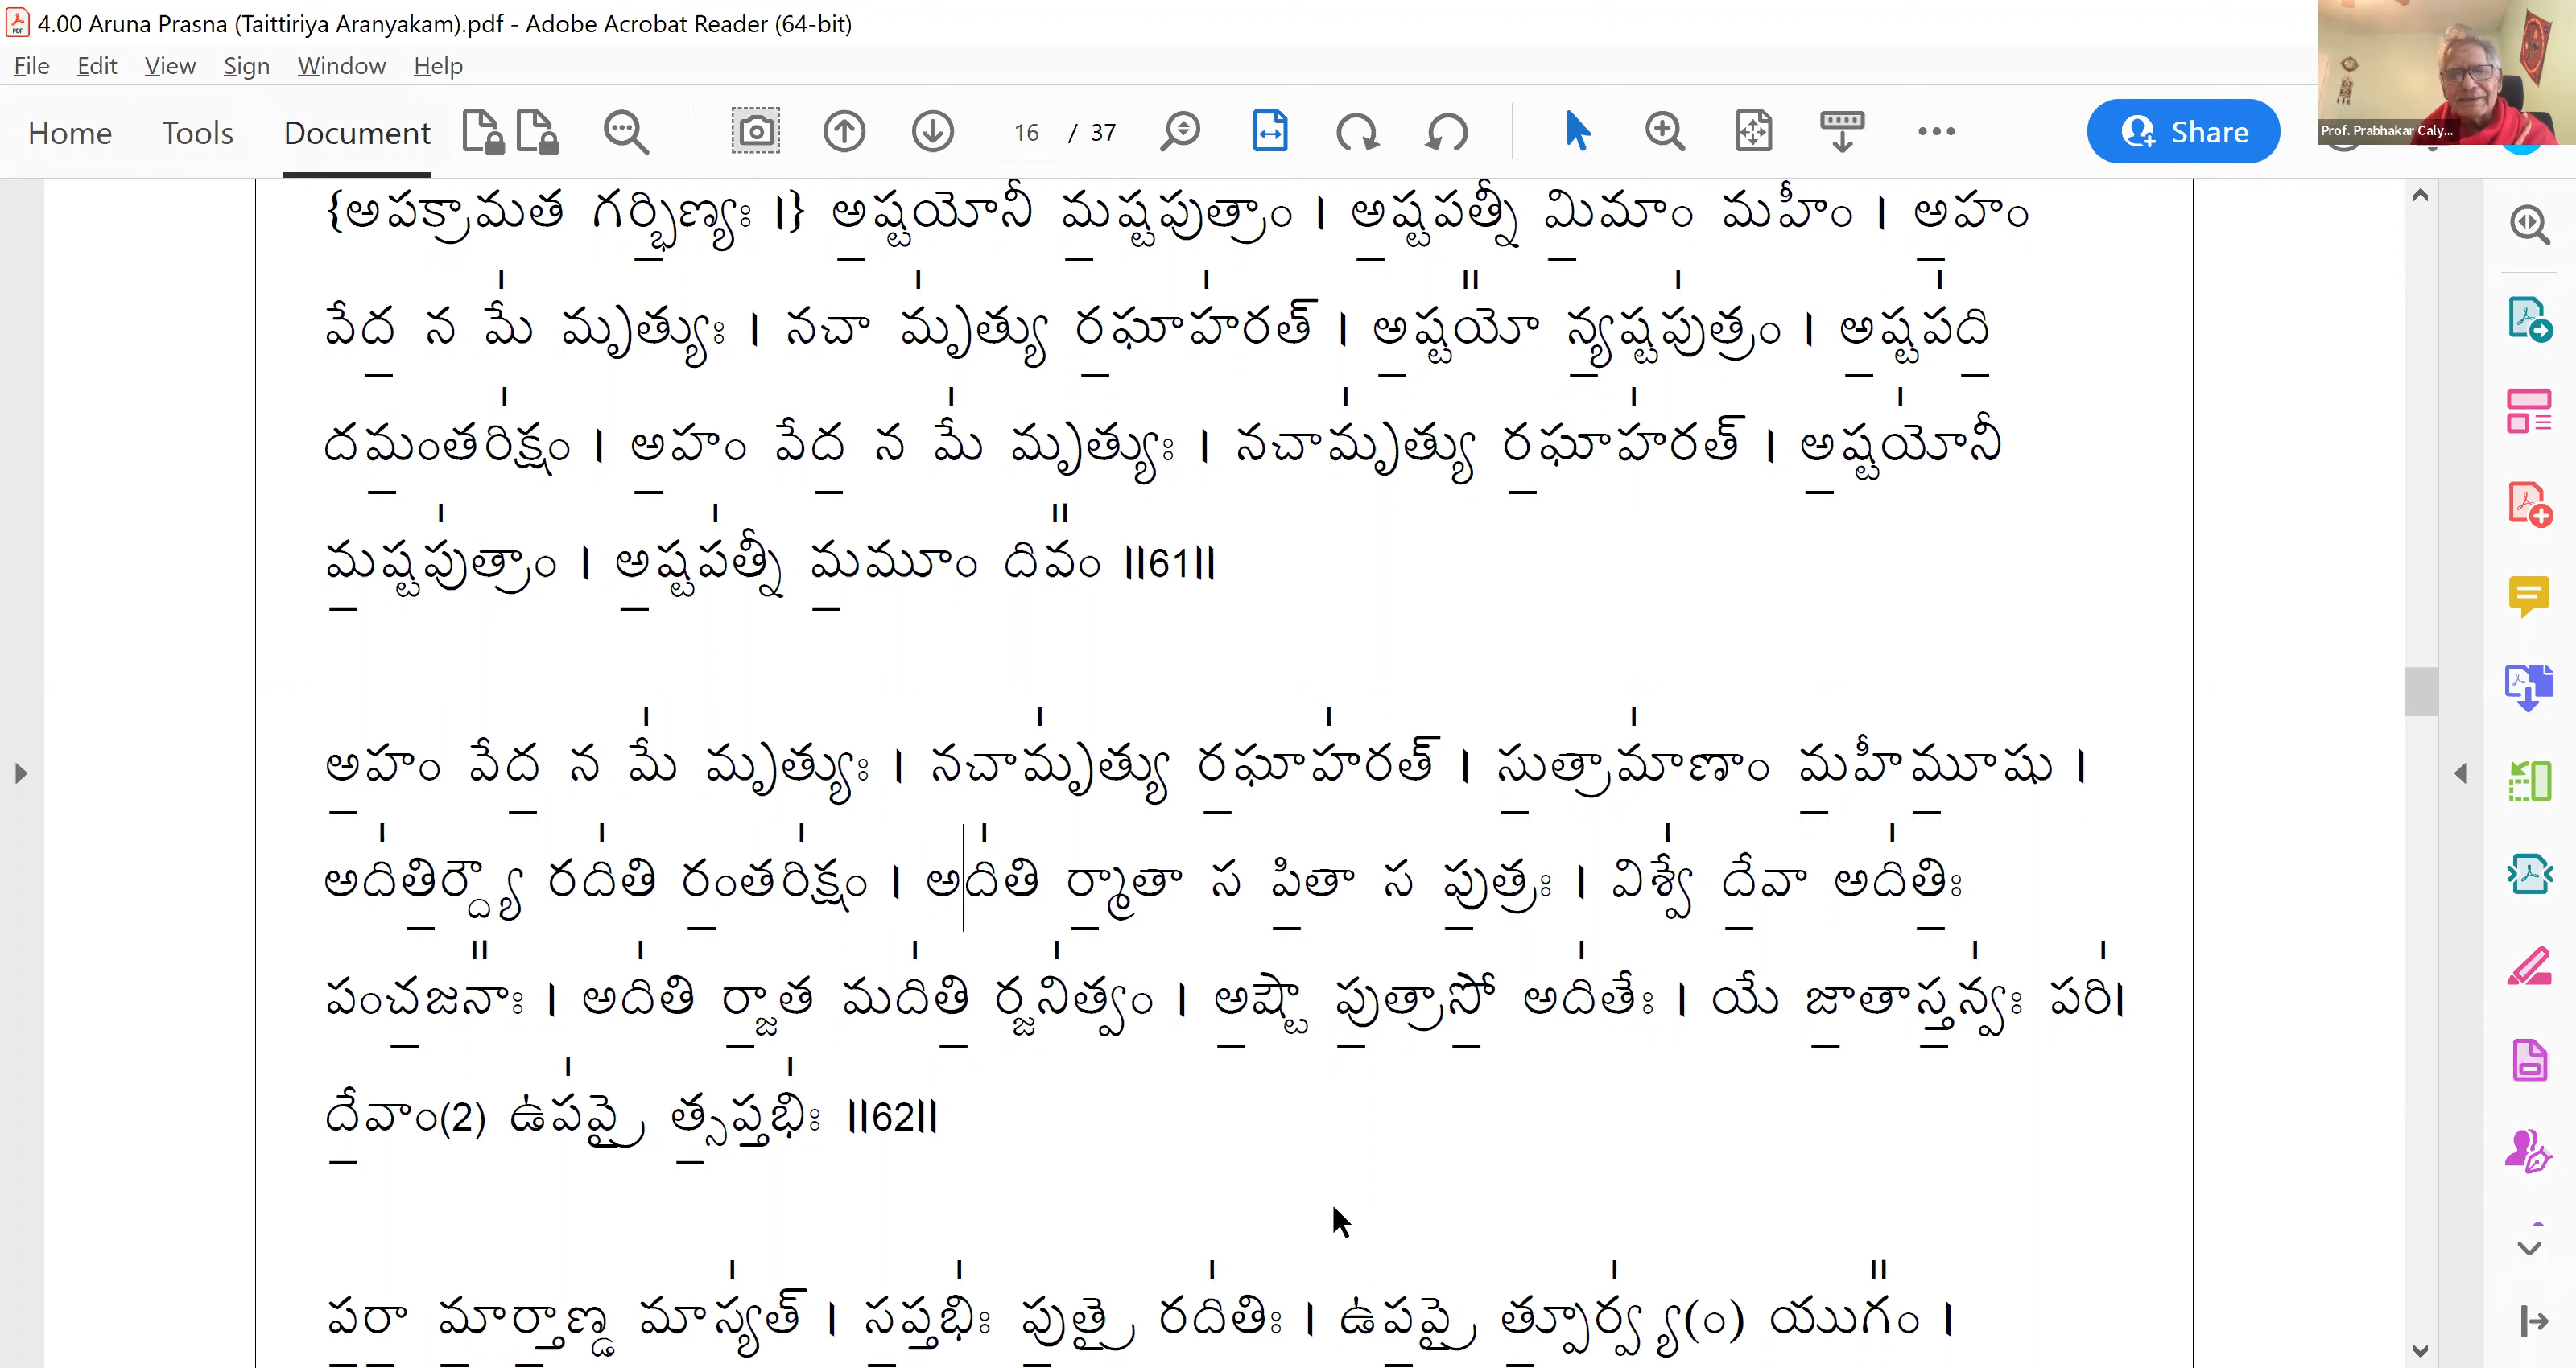 4.00 Aruna Prasna (Taittiriya Aranyakam).pdf - Adobe Acrobat Reader (64-bit)
File Edit View Sign Window Help
Home Tools Document 16 / 37 Share
Prof. Prabhakar Caly...
{అపక్రామత గర్భిణ్యః ।} అష్టయోనీ మష్టపుత్రాం । అష్టపత్నీ మిమాం మహీం । అహం
వేద న మే మృత్యుః । నచా మృత్యు రఘాహరత్ । అష్టయో న్యష్టపుత్రం । అష్టపది
దమంతరిక్షం । అహం వేద న మే మృత్యుః । నచామృత్యు రఘాహరత్ । అష్టయోనీ
మష్టపుత్రాం । అష్టపత్నీ మమూం దివం ॥61॥
అహం వేద న మే మృత్యుః । నచామృత్యు రఘాహరత్ । సుత్రామాణాం మహీమూషు ।
అదితిర్ద్యౌ రదితి రంతరిక్షం । అదితి ర్మాతా స పితా స పుత్రః । విశ్వే దేవా అదితిః
పంచజనాః । అదితి ర్జాత మదితి ర్జనిత్వం । అష్టౌ పుత్రాసో అదితేః । యే జాతాస్తన్వః పరి।
దేవాం(2) ఉపప్రై త్సప్తభిః ॥62॥
పరా మార్తాణ్డ మాస్యత్ । సప్తభిః పుత్రై రదితిః । ఉపప్రై త్పూర్వ్య(ం) యుగం ।